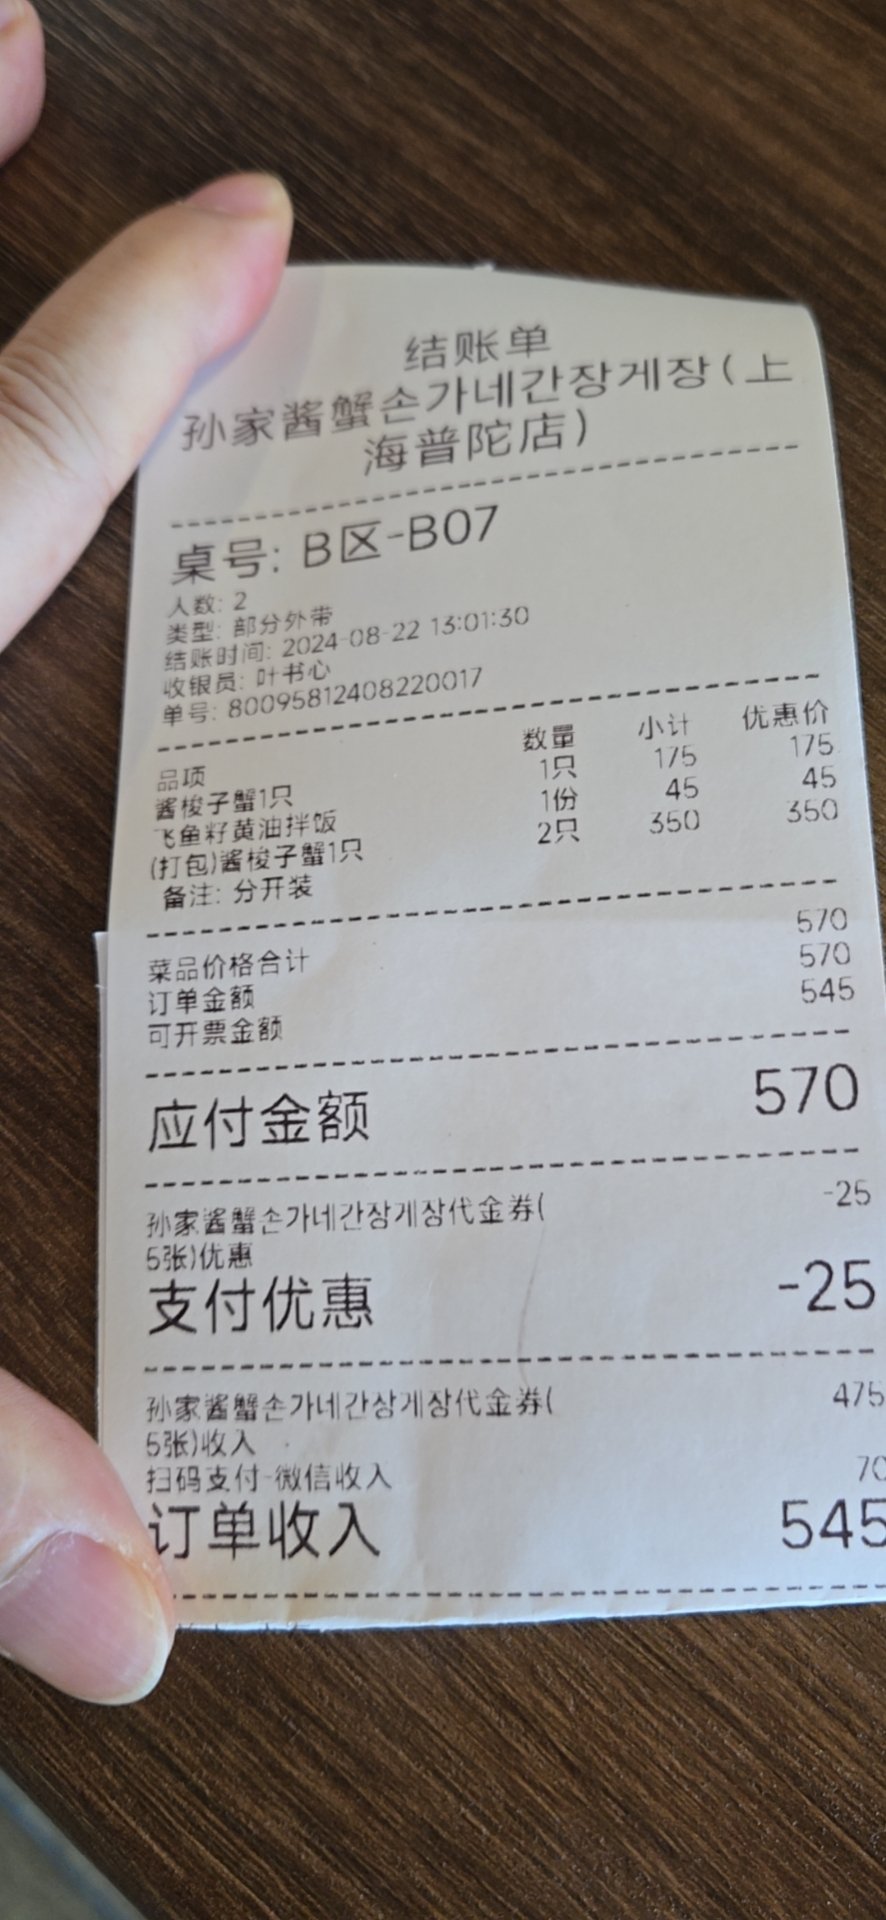 结账单
孙家酱蟹손가네간장게장(上
海普陀店)
桌号: B区-B07
人数: 2
类型: 部分外带
结账时间: 2024-08-22 13:01:30
收银员: 叶书心
单号: 80095812408220017
品项 数量 小计 优惠价
酱梭子蟹1只 1只 175 175
飞鱼籽黄油拌饭 1份 45 45
(打包)酱梭子蟹1只 2只 350 350
备注: 分开装
菜品价格合计 570
订单金额 570
可开票金额 545
应付金额 570
孙家酱蟹손가네간장게장代金券( -25
5张)优惠
支付优惠 -25
孙家酱蟹손가네간장게장代金券( 475
5张)收入
扫码支付-微信收入 70
订单收入 545